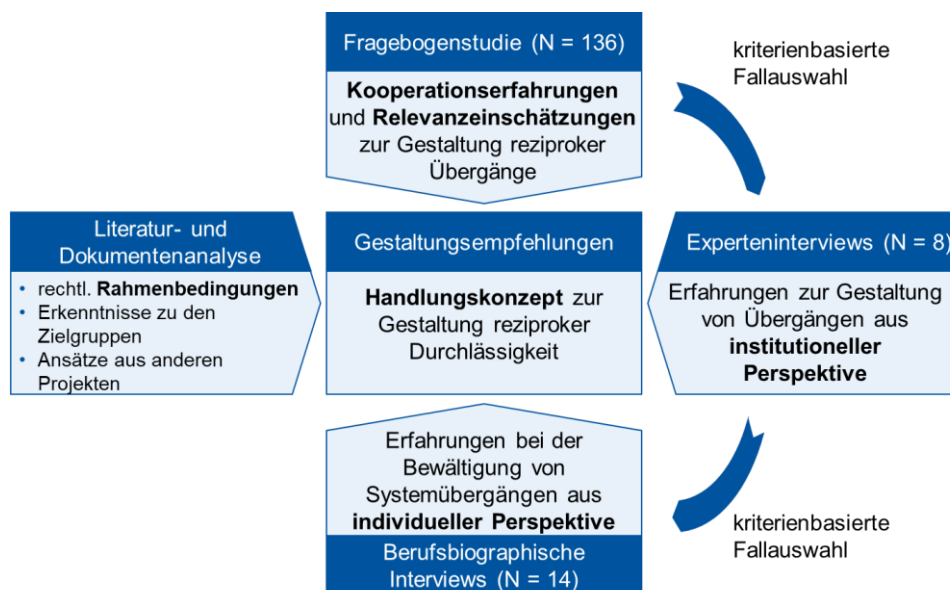 Fragebogenstudie (N = 136)
Kooperationserfahrungen
und Relevanzeinschätzungen
zur Gestaltung reziproker
Übergänge
kriterienbasierte
Fallauswahl
Literatur- und
Dokumentenanalyse
• rechtl. Rahmenbedingungen
• Erkenntnisse zu den
Zielgruppen
• Ansätze aus anderen
Projekten
Gestaltungsempfehlungen
Handlungskonzept zur
Gestaltung reziproker
Durchlässigkeit
Experteninterviews (N = 8)
Erfahrungen zur Gestaltung
von Übergängen aus
institutioneller
Perspektive
Erfahrungen bei der
Bewältigung von
Systemübergängen aus
individueller Perspektive
Berufsbiographische
Interviews (N = 14)
kriterienbasierte
Fallauswahl